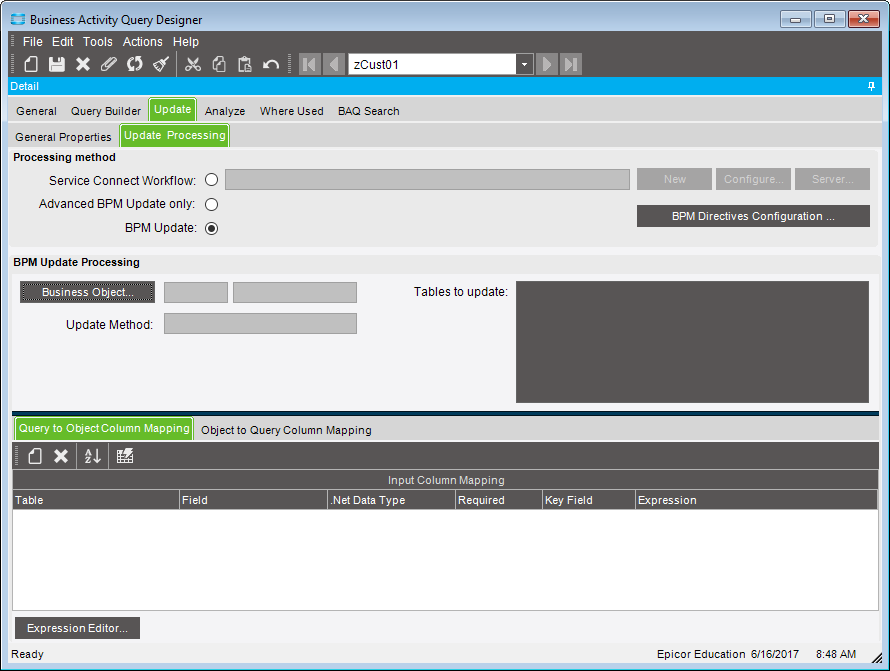 Business Activity Query Designer
File Edit Tools Actions Help
zCust01
Detail
General Query Builder Update Analyze Where Used BAQ Search
General Properties Update Processing
Processing method
Service Connect Workflow: New Configure... Server...
Advanced BPM Update only:
BPM Directives Configuration ...
BPM Update:
BPM Update Processing
Business Object... Tables to update:
Update Method:
Query to Object Column Mapping Object to Query Column Mapping
Input Column Mapping
Table Field .Net Data Type Required Key Field Expression
Expression Editor...
Ready Epicor Education 6/16/2017 8:48 AM